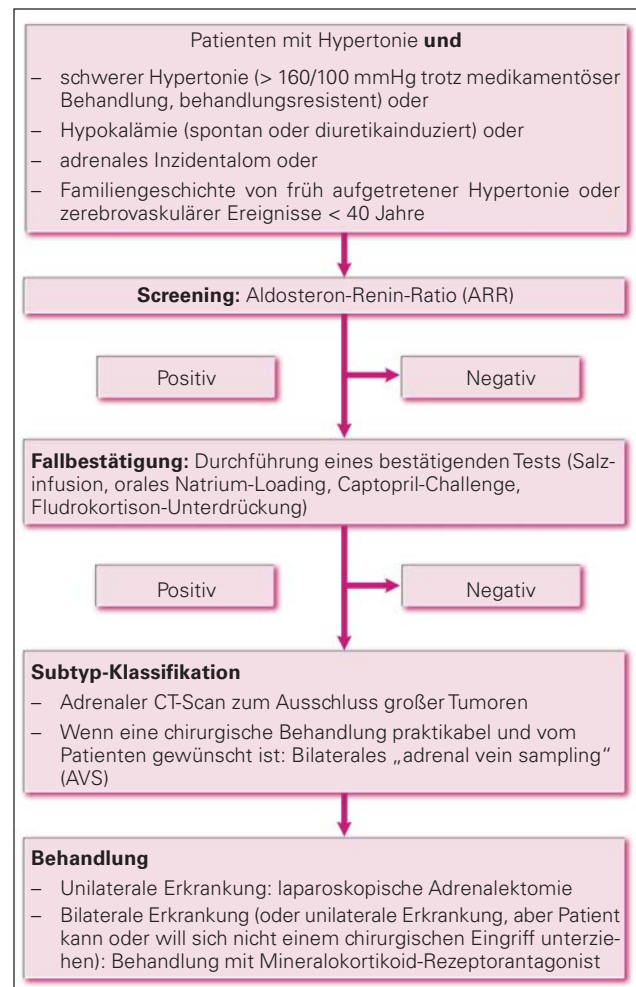 Patienten mit Hypertonie und
– schwerer Hypertonie (> 160/100 mmHg trotz medikamentöser
Behandlung, behandlungsresistent) oder
– Hypokalämie (spontan oder diuretikainduziert) oder
– adrenales Inzidentalom oder
– Familiengeschichte von früh aufgetretener Hypertonie oder
zerebrovaskulärer Ereignisse < 40 Jahre
Screening: Aldosteron-Renin-Ratio (ARR)
Positiv
Negativ
Fallbestätigung: Durchführung eines bestätigenden Tests (Salz-
infusion, orales Natrium-Loading, Captopril-Challenge,
Fludrokortison-Unterdrückung)
Positiv
Negativ
Subtyp-Klassifikation
– Adrenaler CT-Scan zum Ausschluss großer Tumoren
– Wenn eine chirurgische Behandlung praktikabel und vom
Patienten gewünscht ist: Bilaterales „adrenal vein sampling“
(AVS)
Behandlung
– Unilaterale Erkrankung: laparoskopische Adrenalektomie
– Bilaterale Erkrankung (oder unilaterale Erkrankung, aber Patient
kann oder will sich nicht einem chirurgischen Eingriff unterzie-
hen): Behandlung mit Mineralokortikoid-Rezeptorantagonist